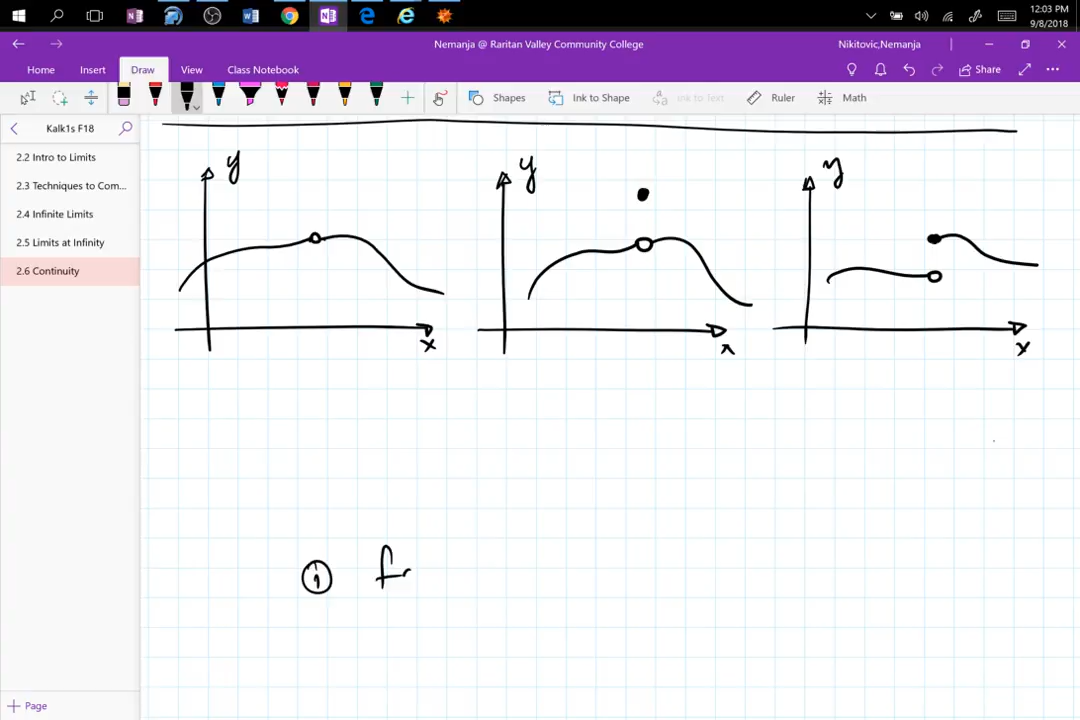 12:03 PM
9/8/2018
Nemanja @ Raritan Valley Community College
Nikitovic,Nemanja
Home Insert Draw View Class Notebook
Share
Shapes Ink to Shape Ink to Text Ruler Math
Kalk1s F18
2.2 Intro to Limits
2.3 Techniques to Com...
2.4 Infinite Limits
2.5 Limits at Infinity
2.6 Continuity
y y y
x x x
① f
Page